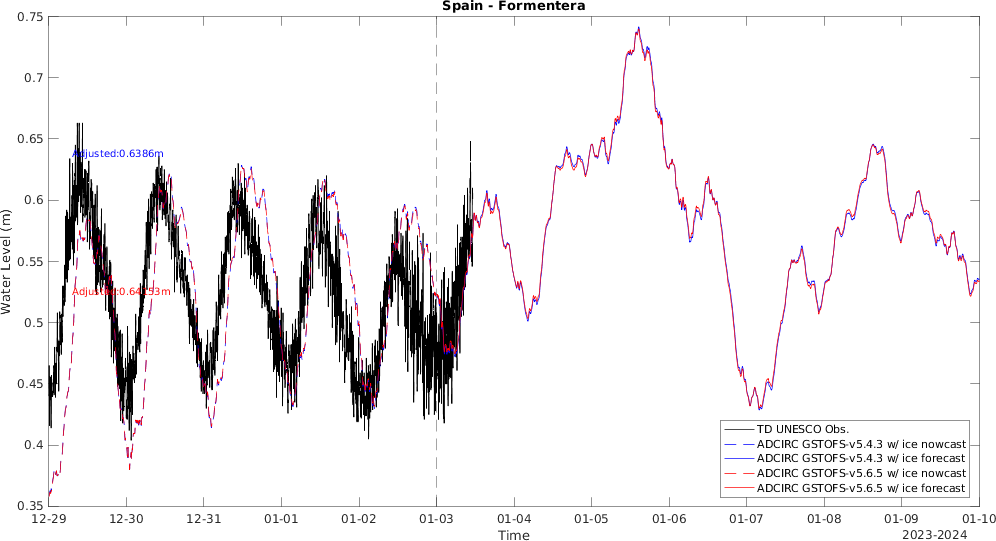 Spain - Formentera
0.75
0.7
0.65
0.6
0.55
0.5
0.45
0.4
0.35
Water Level (m)
Adjusted:0.6386m
TD UNESCO Obs.
ADCIRC GSTOFS-v5.4.3 w/ ice nowcast
ADCIRC GSTOFS-v5.4.3 w/ ice forecast
ADCIRC GSTOFS-v5.6.5 w/ ice nowcast
ADCIRC GSTOFS-v5.6.5 w/ ice forecast
12-29 12-30 12-31 01-01 01-02 01-03 01-04 01-05 01-06 01-07 01-08 01-09 01-10
Time
2023-2024